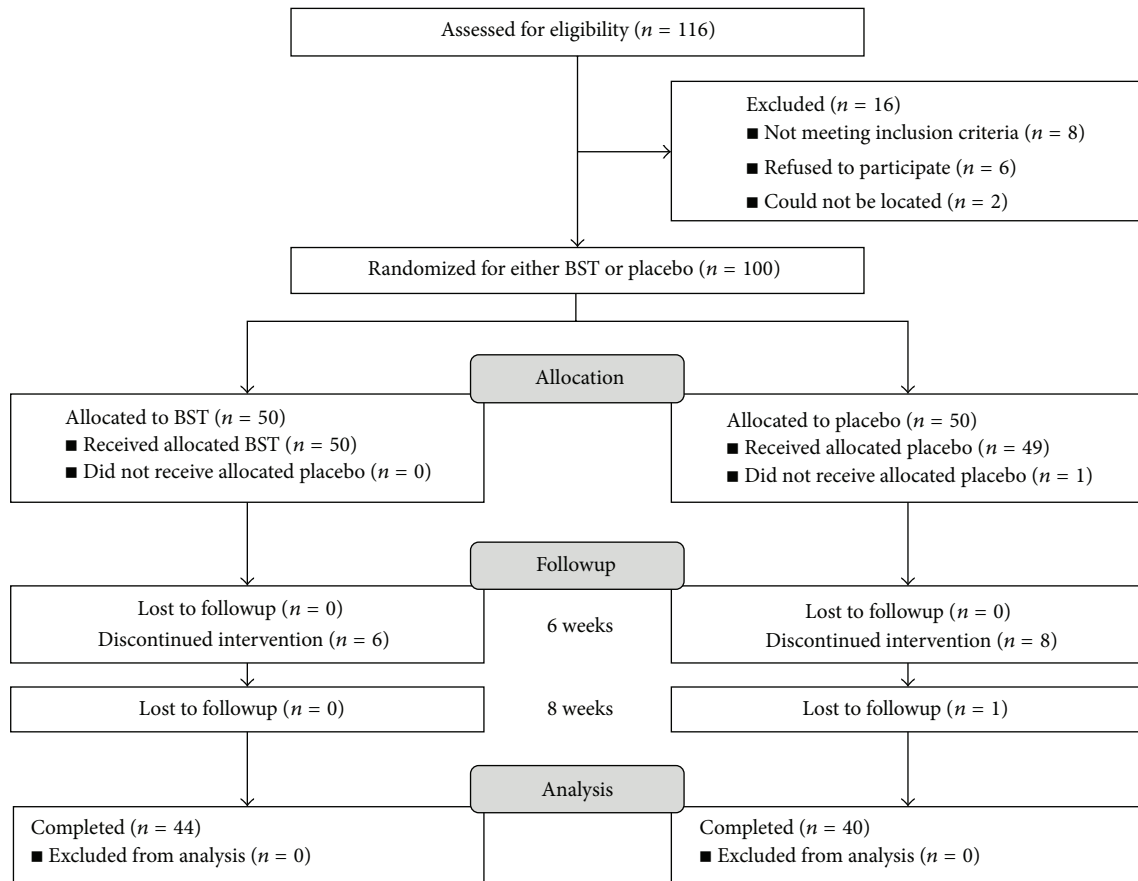 Assessed for eligibility (n = 116)
Excluded (n = 16)
■ Not meeting inclusion criteria (n = 8)
■ Refused to participate (n = 6)
■ Could not be located (n = 2)
Randomized for either BST or placebo (n = 100)
Allocation
Allocated to BST (n = 50)
■ Received allocated BST (n = 50)
■ Did not receive allocated placebo (n = 0)
Allocated to placebo (n = 50)
■ Received allocated placebo (n = 49)
■ Did not receive allocated placebo (n = 1)
Followup
Lost to followup (n = 0)
Discontinued intervention (n = 6)
6 weeks
Lost to followup (n = 0)
Discontinued intervention (n = 8)
Lost to followup (n = 0)
8 weeks
Lost to followup (n = 1)
Analysis
Completed (n = 44)
■ Excluded from analysis (n = 0)
Completed (n = 40)
■ Excluded from analysis (n = 0)